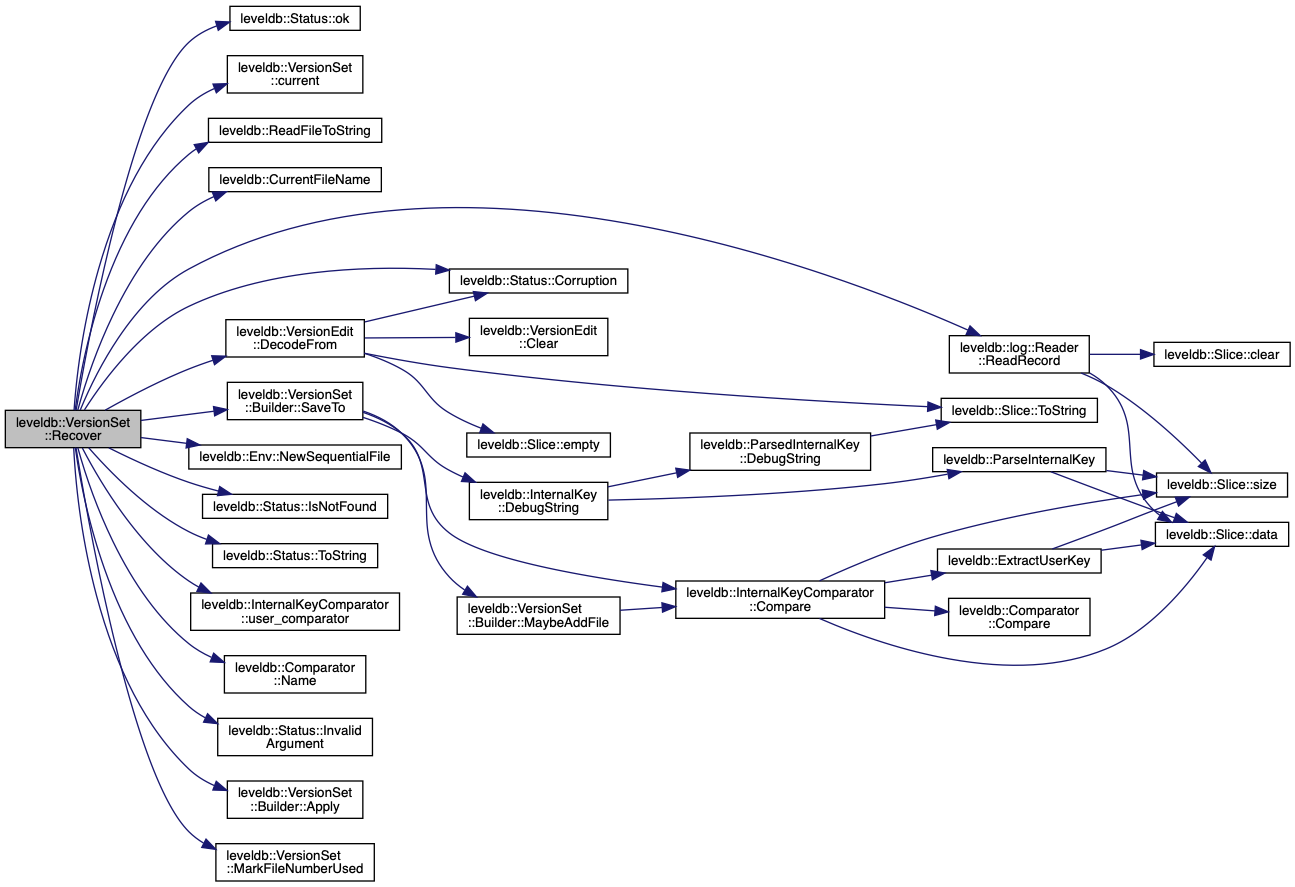 leveldb::Status::ok
leveldb::VersionSet
::current
leveldb::ReadFileToString
leveldb::CurrentFileName
leveldb::Status::Corruption
leveldb::VersionEdit
::DecodeFrom
leveldb::VersionEdit
::Clear
leveldb::log::Reader
::ReadRecord
leveldb::Slice::clear
leveldb::VersionSet
::Builder::SaveTo
leveldb::Slice::ToString
leveldb::VersionSet
::Recover
leveldb::Slice::empty
leveldb::ParsedInternalKey
::DebugString
leveldb::Env::NewSequentialFile
leveldb::ParseInternalKey
leveldb::Slice::size
leveldb::InternalKey
::DebugString
leveldb::Status::IsNotFound
leveldb::Slice::data
leveldb::Status::ToString
leveldb::ExtractUserKey
leveldb::InternalKeyComparator
::user_comparator
leveldb::VersionSet
::Builder::MaybeAddFile
leveldb::InternalKeyComparator
::Compare
leveldb::Comparator
::Compare
leveldb::Comparator
::Name
leveldb::Status::Invalid
Argument
leveldb::VersionSet
::Builder::Apply
leveldb::VersionSet
::MarkFileNumberUsed